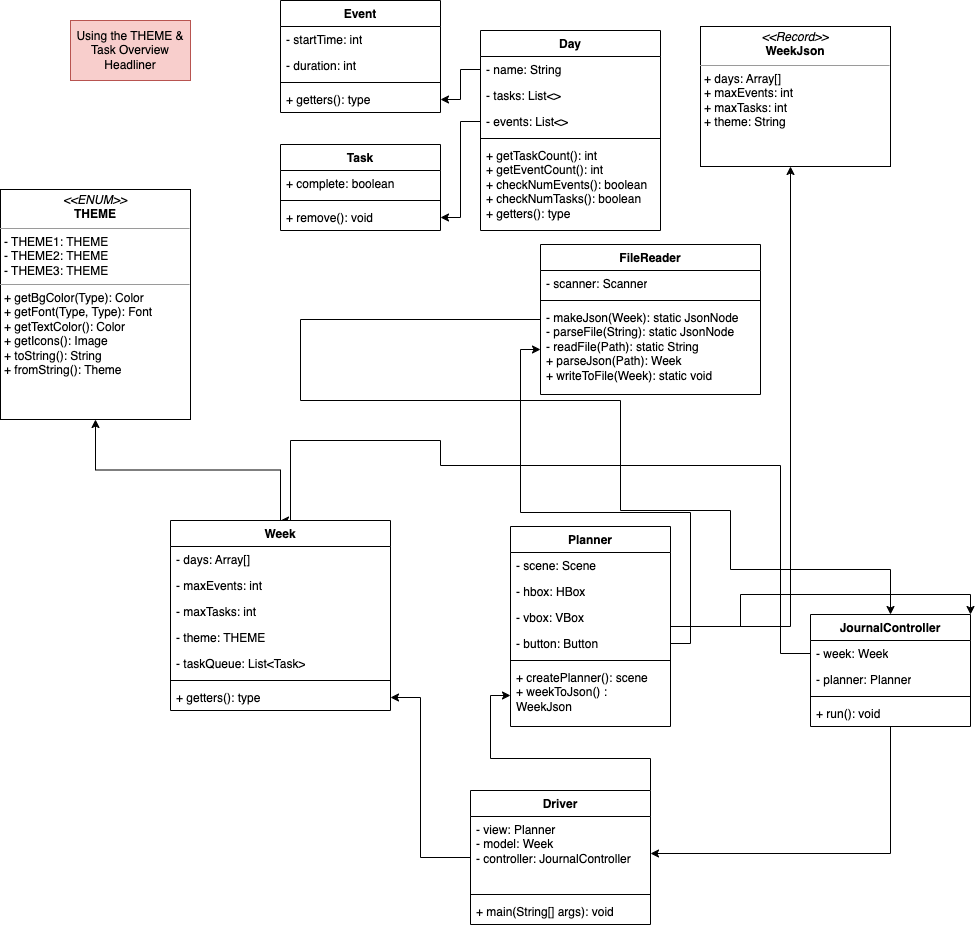 Using the THEME &
Task Overview
Headliner
Event
- startTime: int
- duration: int
+ getters(): type
Day
- name: String
- tasks: List<>
- events: List<>
+ getTaskCount(): int
+ getEventCount(): int
+ checkNumEvents(): boolean
+ checkNumTasks(): boolean
+ getters(): type
<<Record>>
WeekJson
+ days: Array[]
+ maxEvents: int
+ maxTasks: int
+ theme: String
Task
+ complete: boolean
+ remove(): void
<<ENUM>>
THEME
- THEME1: THEME
- THEME2: THEME
- THEME3: THEME
+ getBgColor(Type): Color
+ getFont(Type, Type): Font
+ getTextColor(): Color
+ getIcons(): Image
+ toString(): String
+ fromString(): Theme
FileReader
- scanner: Scanner
- makeJson(Week): static JsonNode
- parseFile(String): static JsonNode
- readFile(Path): static String
+ parseJson(Path): Week
+ writeToFile(Week): static void
Week
- days: Array[]
- maxEvents: int
- maxTasks: int
- theme: THEME
- taskQueue: List<Task>
+ getters(): type
Planner
- scene: Scene
- hbox: HBox
- vbox: VBox
- button: Button
+ createPlanner(): scene
+ weekToJson() :
WeekJson
JournalController
- week: Week
- planner: Planner
+ run(): void
Driver
- view: Planner
- model: Week
- controller: JournalController
+ main(String[] args): void